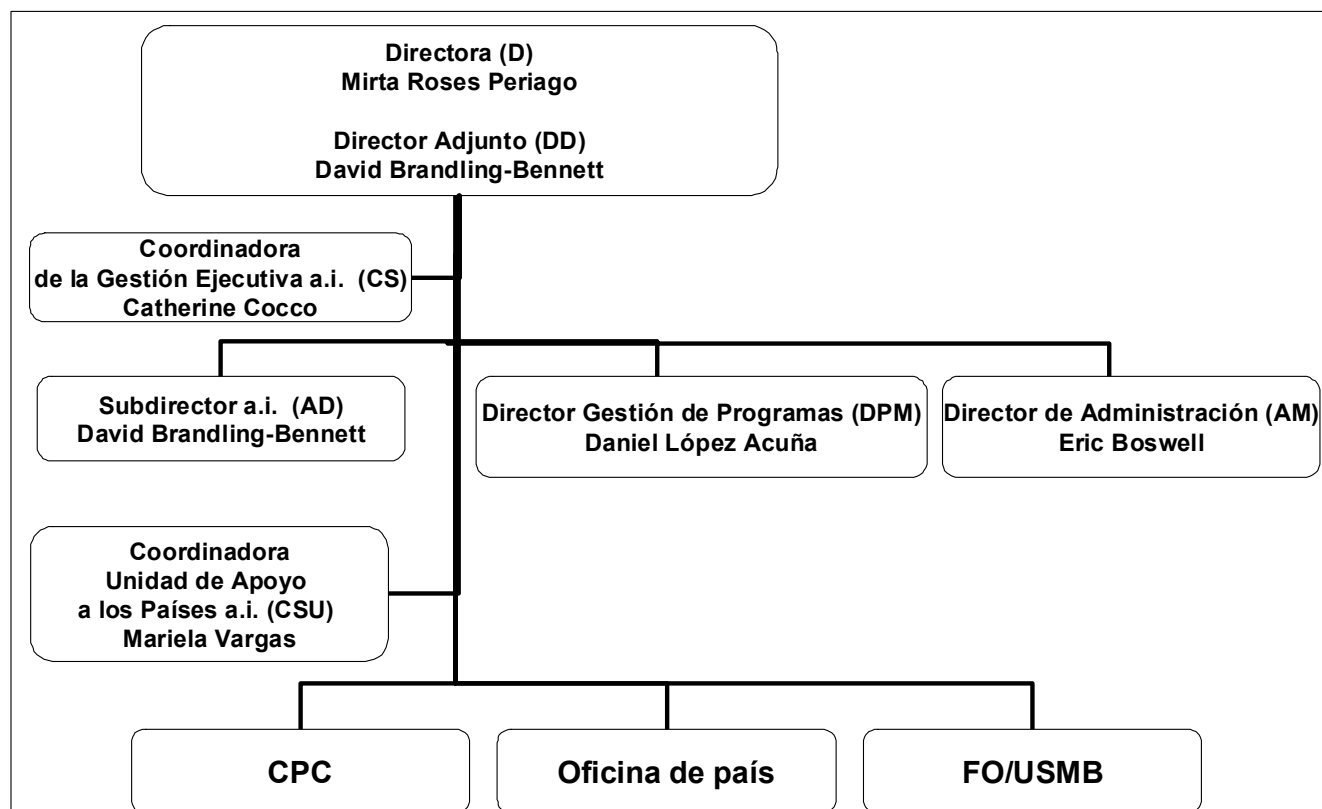 Directora (D)
Mirta Roses Periago
Director Adjunto (DD)
David Brandling-Bennett
Coordinadora
de la Gestión Ejecutiva a.i. (CS)
Catherine Cocco
Subdirector a.i. (AD)
David Brandling-Bennett
Director Gestión de Programas (DPM)
Daniel López Acuña
Director de Administración (AM)
Eric Boswell
Coordinadora
Unidad de Apoyo
a los Países a.i. (CSU)
Mariela Vargas
CPC
Oficina de país
FO/USMB